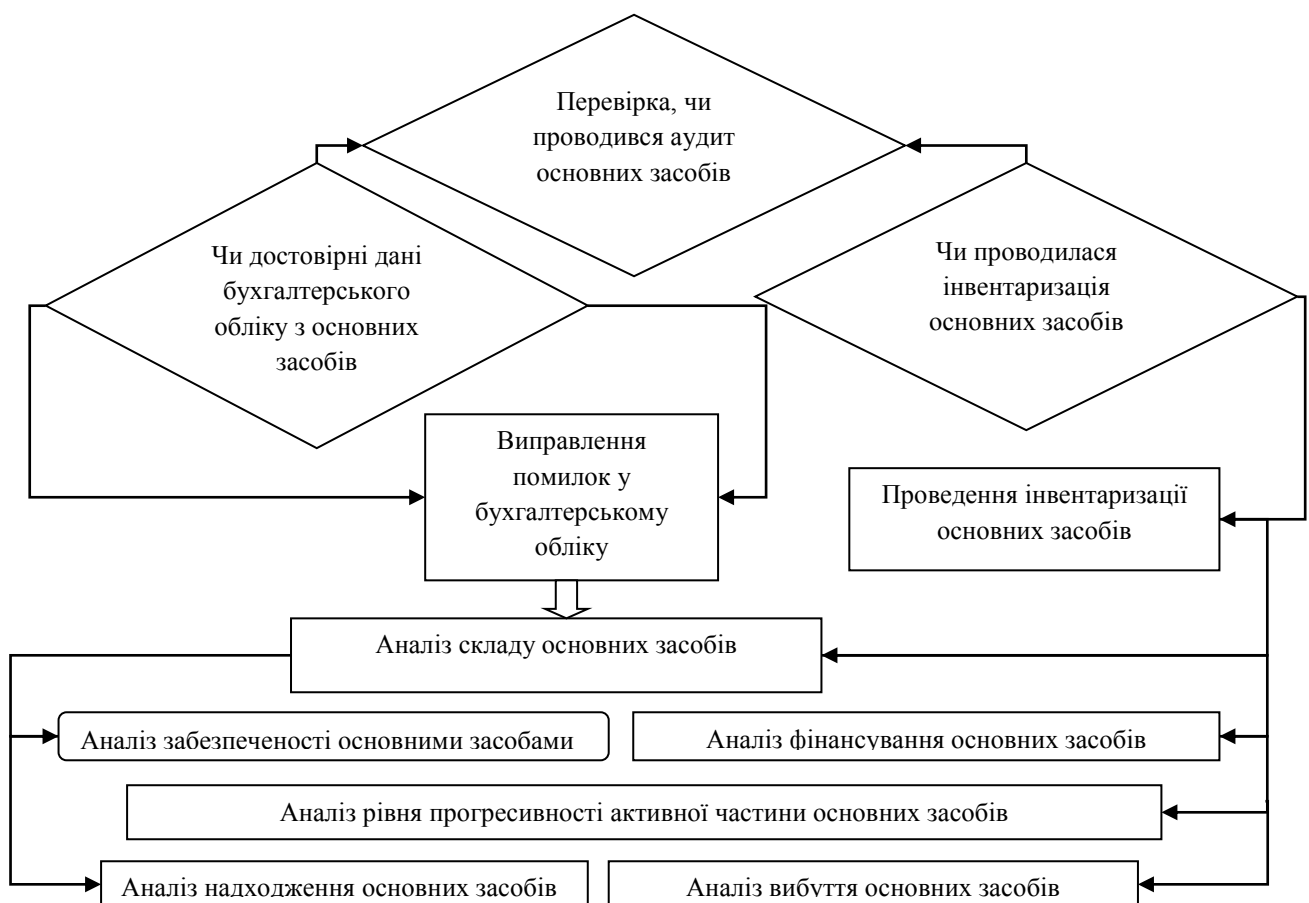 Перевірка, чи
проводився аудит
основних засобів
Чи достовірні дані
бухгалтерського
обліку з основних
засобів
Чи проводилася
інвентаризація
основних засобів
Виправлення
помилок у
бухгалтерському
обліку
Проведення інвентаризації
основних засобів
Аналіз складу основних засобів
Аналіз забезпеченості основними засобами
Аналіз фінансування основних засобів
Аналіз рівня прогресивності активної частини основних засобів
Аналіз надходження основних засобів
Аналіз вибуття основних засобів